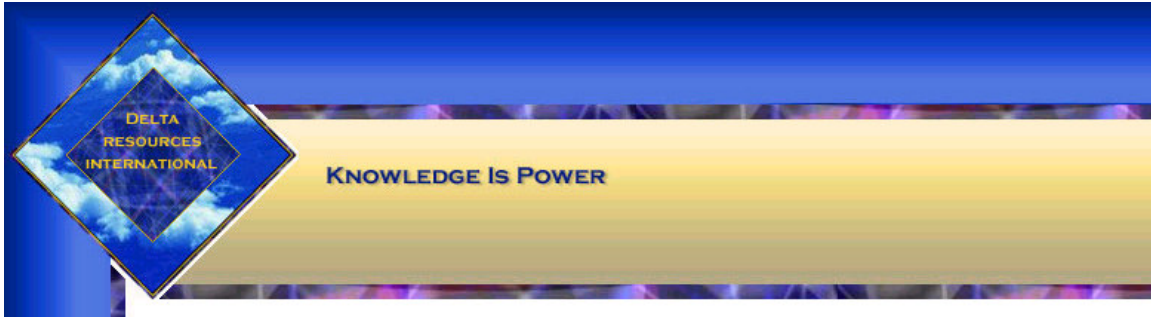 DELTA
RESOURCES
INTERNATIONAL
KNOWLEDGE IS POWER